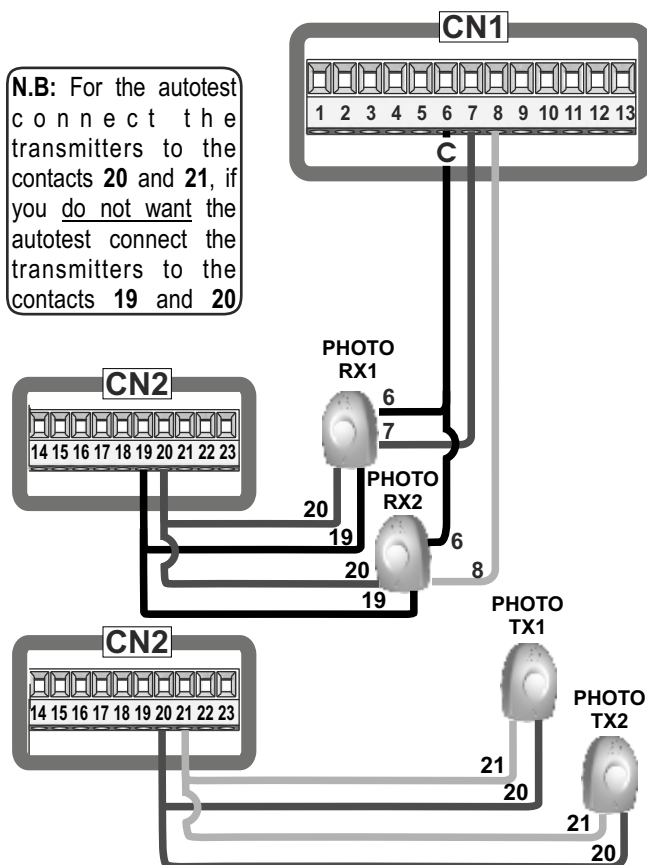 CN1
1 2 3 4 5 6 7 8 9 10 11 12 13
C
N.B: For the autotest
connect the
transmitters to the
contacts 20 and 21, if
you do not want the
autotest connect the
transmitters to the
contacts 19 and 20
PHOTO
RX1
6
7
CN2
14 15 16 17 18 19 20 21 22 23
20
19
PHOTO
RX2
6
20
8
19
CN2
14 15 16 17 18 19 20 21 22 23
PHOTO
TX1
21
20
PHOTO
TX2
21
20